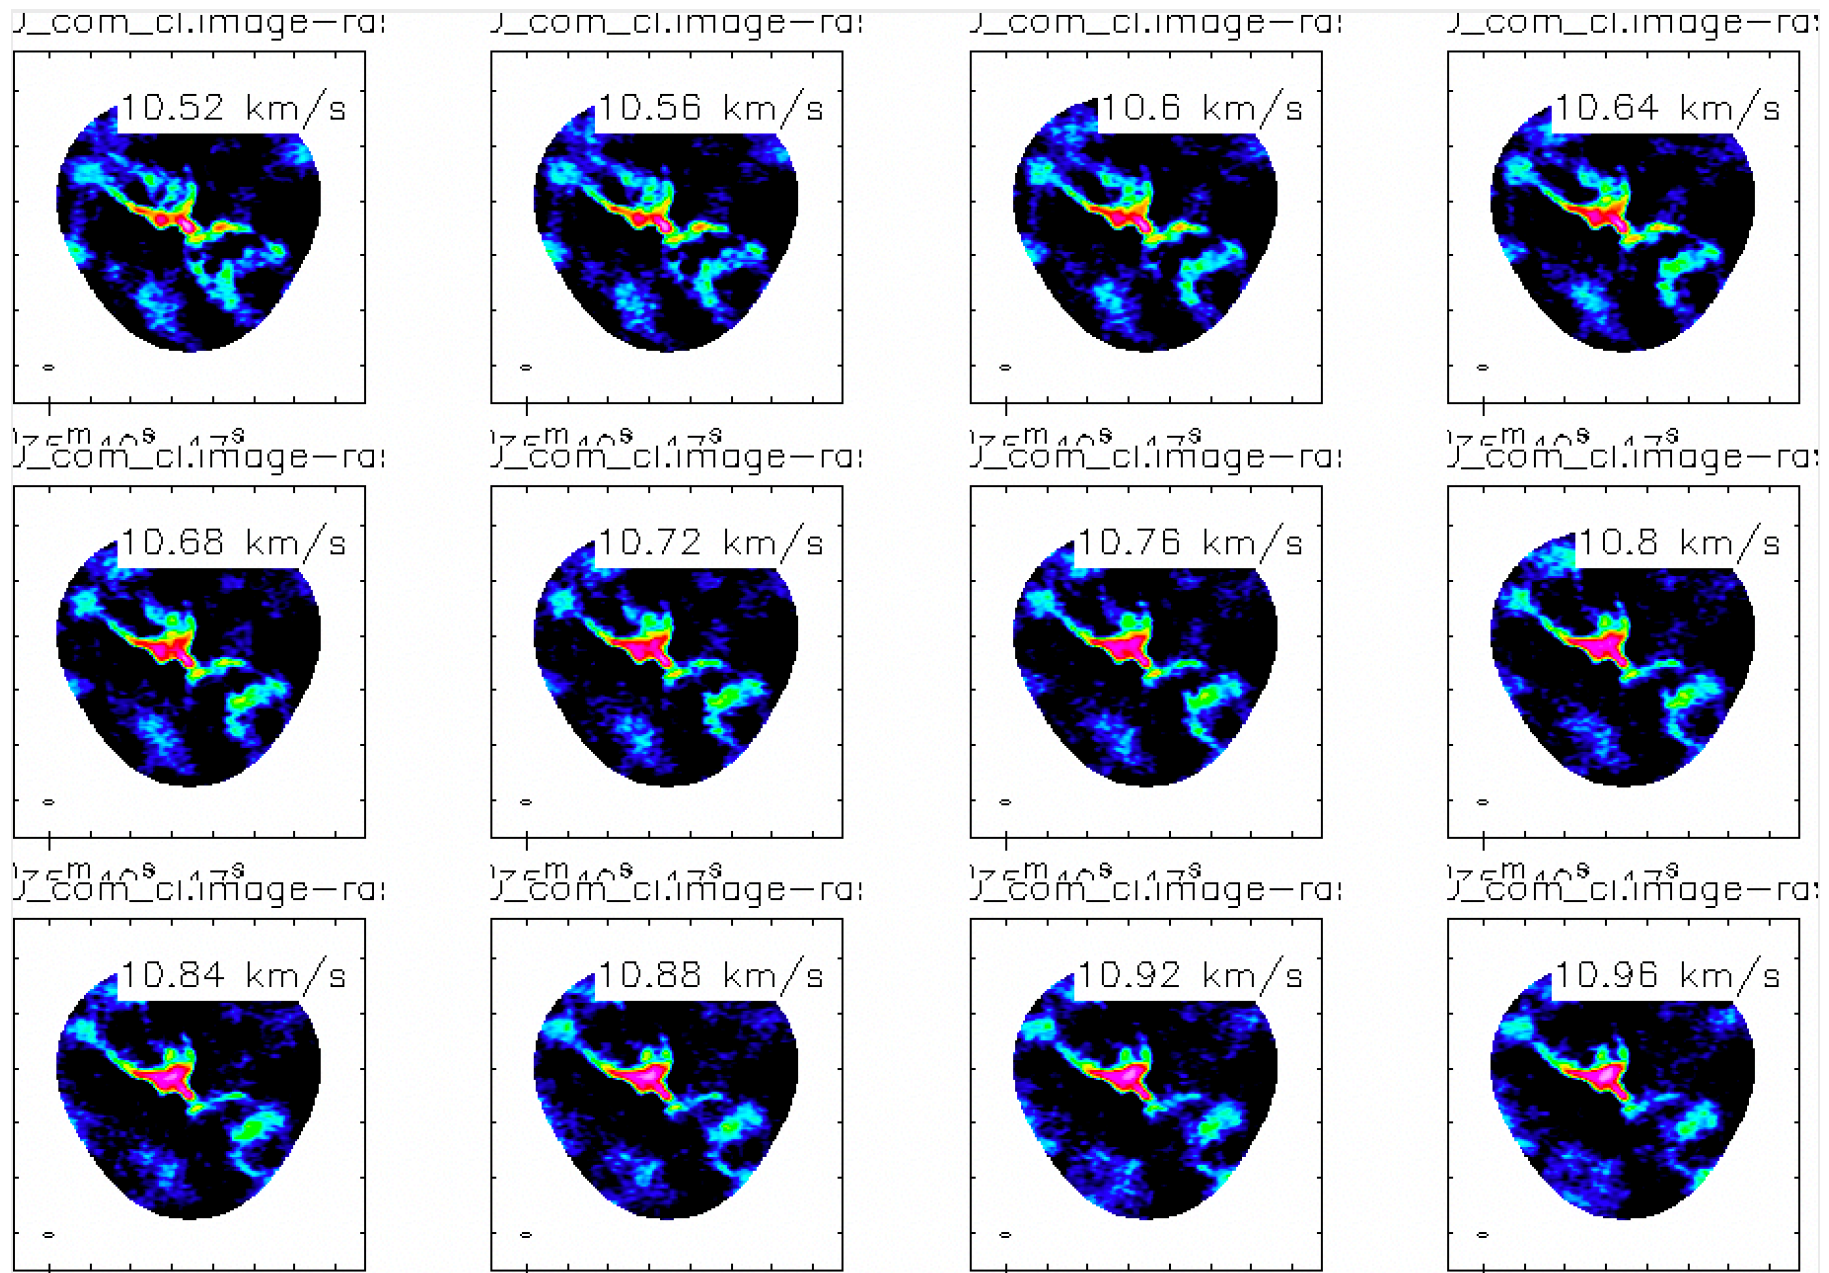 _com_cl.image-ra
_com_cl.image-ra
_com_cl.image-ra
_com_cl.image-ra
10.52 km/s
10.56 km/s
10.6 km/s
10.64 km/s
_com_cl.image-ra
_com_cl.image-ra
_com_cl.image-ra
_com_cl.image-ra
10.68 km/s
10.72 km/s
10.76 km/s
10.8 km/s
_com_cl.image-ra
_com_cl.image-ra
_com_cl.image-ra
_com_cl.image-ra
10.84 km/s
10.88 km/s
10.92 km/s
10.96 km/s